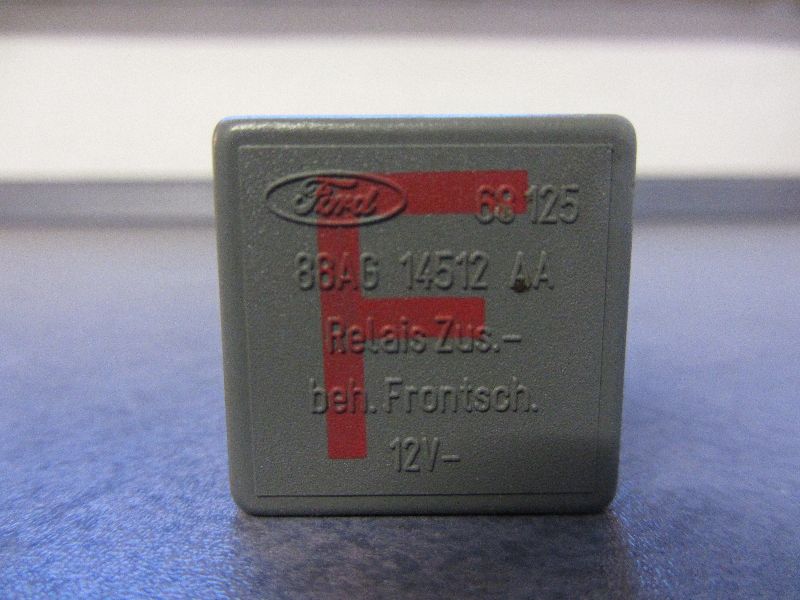 Ford 68 125
88AG 14512 AA
Relais Zus.-
beh. Frontsch.
12V-
F